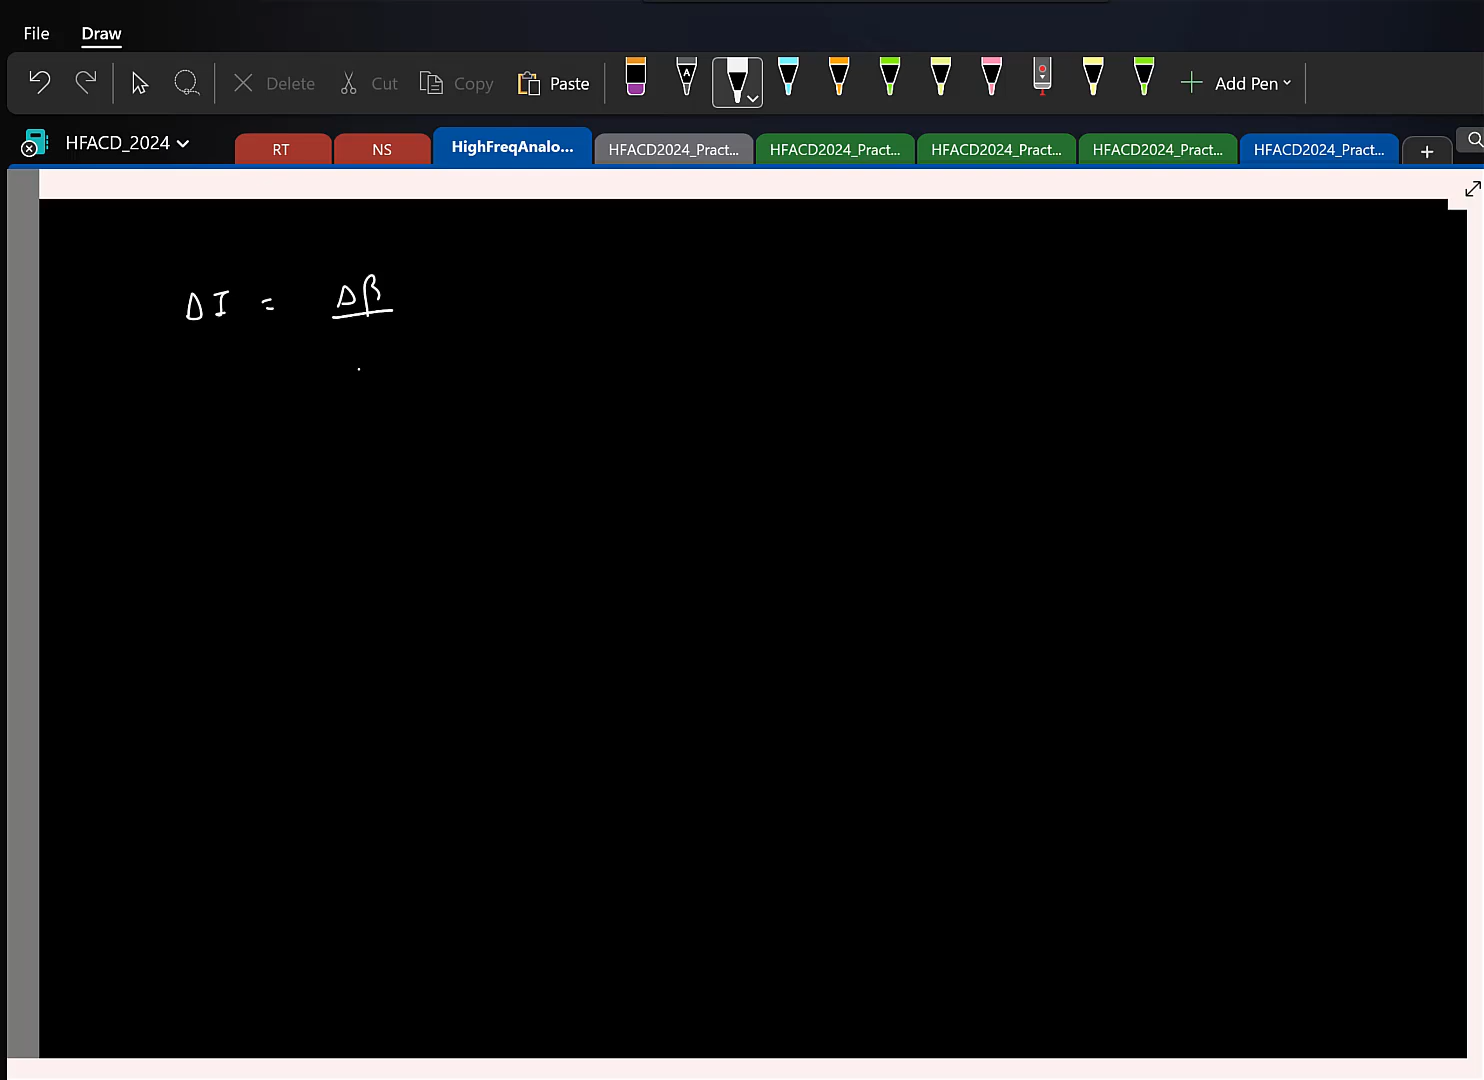 File Draw
Delete Cut Copy Paste Add Pen
HFACD_2024 RT NS HighFreqAnalo... HFACD2024_Pract... HFACD2024_Pract... HFACD2024_Pract... HFACD2024_Pract... HFACD2024_Pract...
ΔI = Δβ